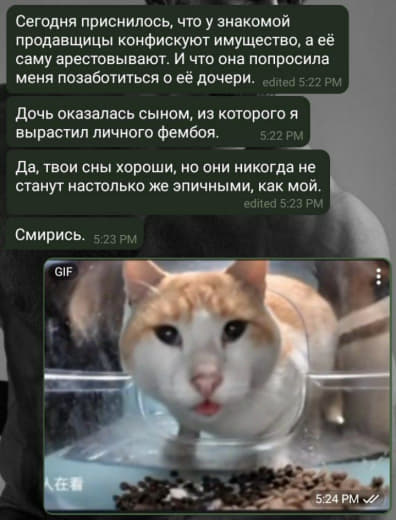 Сегодня приснилось, что у знакомой
продавщицы конфискуют имущество, а её
саму арестовывают. И что она попросила
меня позаботиться о её дочери. edited 5:22 PM
Дочь оказалась сыном, из которого я
вырастил личного фембоя. 5:22 PM
Да, твои сны хороши, но они никогда не
станут настолько же эпичными, как мой.
edited 5:23 PM
Смирись. 5:23 PM
GIF
人在看
5:24 PM